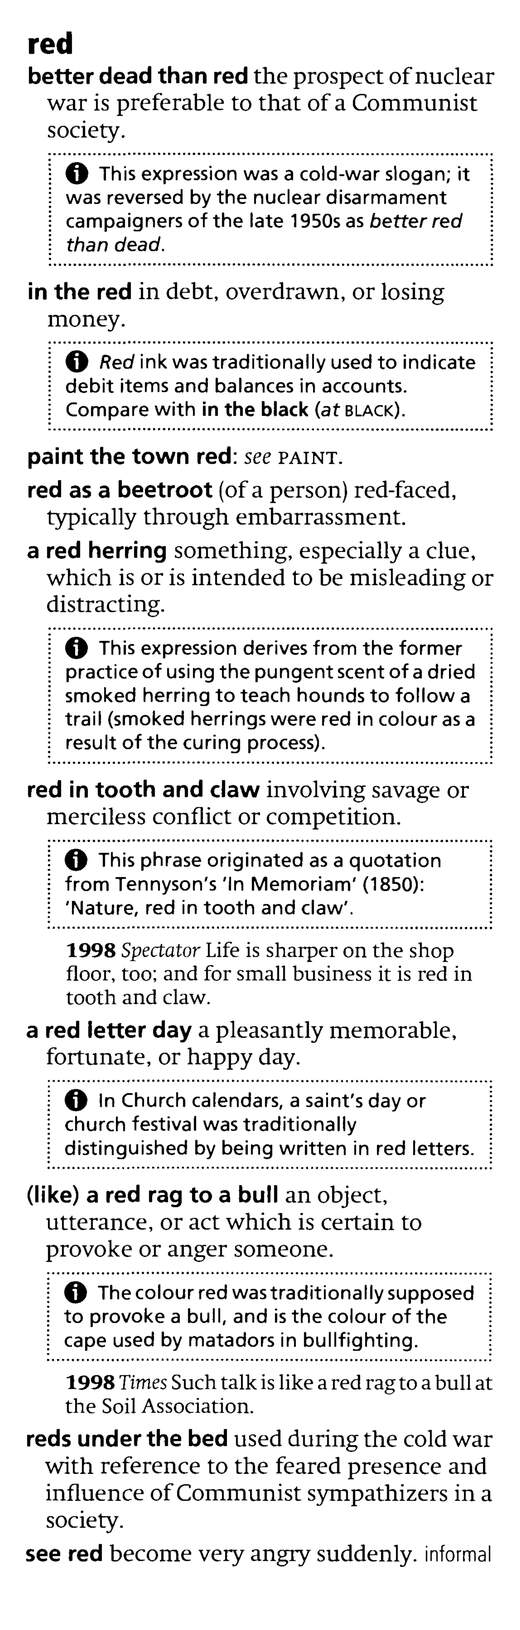 red
better dead than red the prospect of nuclear
war is preferable to that of a Communist
society.
ⓘ This expression was a cold-war slogan; it
was reversed by the nuclear disarmament
campaigners of the late 1950s as better red
than dead.
in the red in debt, overdrawn, or losing
money.
ⓘ Red ink was traditionally used to indicate
debit items and balances in accounts.
Compare with in the black (at BLACK).
paint the town red: see PAINT.
red as a beetroot (of a person) red-faced,
typically through embarrassment.
a red herring something, especially a clue,
which is or is intended to be misleading or
distracting.
ⓘ This expression derives from the former
practice of using the pungent scent of a dried
smoked herring to teach hounds to follow a
trail (smoked herrings were red in colour as a
result of the curing process).
red in tooth and claw involving savage or
merciless conflict or competition.
ⓘ This phrase originated as a quotation
from Tennyson's 'In Memoriam' (1850):
'Nature, red in tooth and claw'.
1998 Spectator Life is sharper on the shop
floor, too; and for small business it is red in
tooth and claw.
a red letter day a pleasantly memorable,
fortunate, or happy day.
ⓘ In Church calendars, a saint's day or
church festival was traditionally
distinguished by being written in red letters.
(like) a red rag to a bull an object,
utterance, or act which is certain to
provoke or anger someone.
ⓘ The colour red was traditionally supposed
to provoke a bull, and is the colour of the
cape used by matadors in bullfighting.
1998 Times Such talk is like a red rag to a bull at
the Soil Association.
reds under the bed used during the cold war
with reference to the feared presence and
influence of Communist sympathizers in a
society.
see red become very angry suddenly. informal